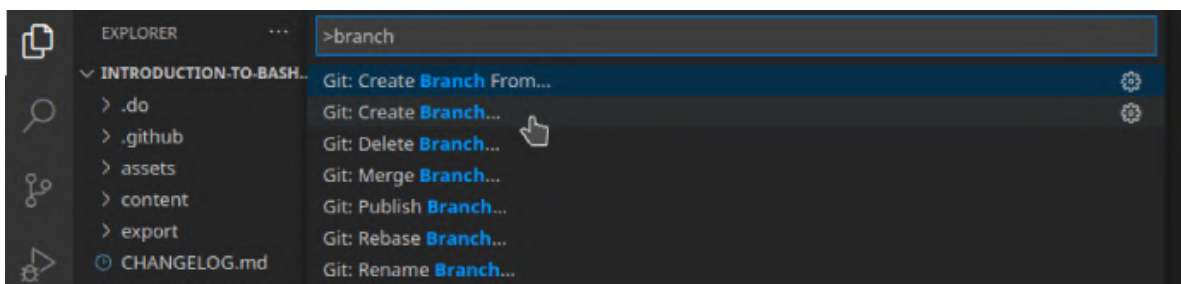 EXPLORER ...
INTRODUCTION-TO-BASH..
.do
.github
assets
content
export
CHANGELOG.md
>branch
Git: Create Branch From...
Git: Create Branch...
Git: Delete Branch...
Git: Merge Branch...
Git: Publish Branch...
Git: Rebase Branch...
Git: Rename Branch...